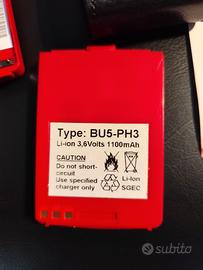 Type: BU5-PH3
Li-ion 3,6Volts 1100mAh
CAUTION
Do not short-
circuit
Use specified
charger only
Li-Ion
SGEC
subito